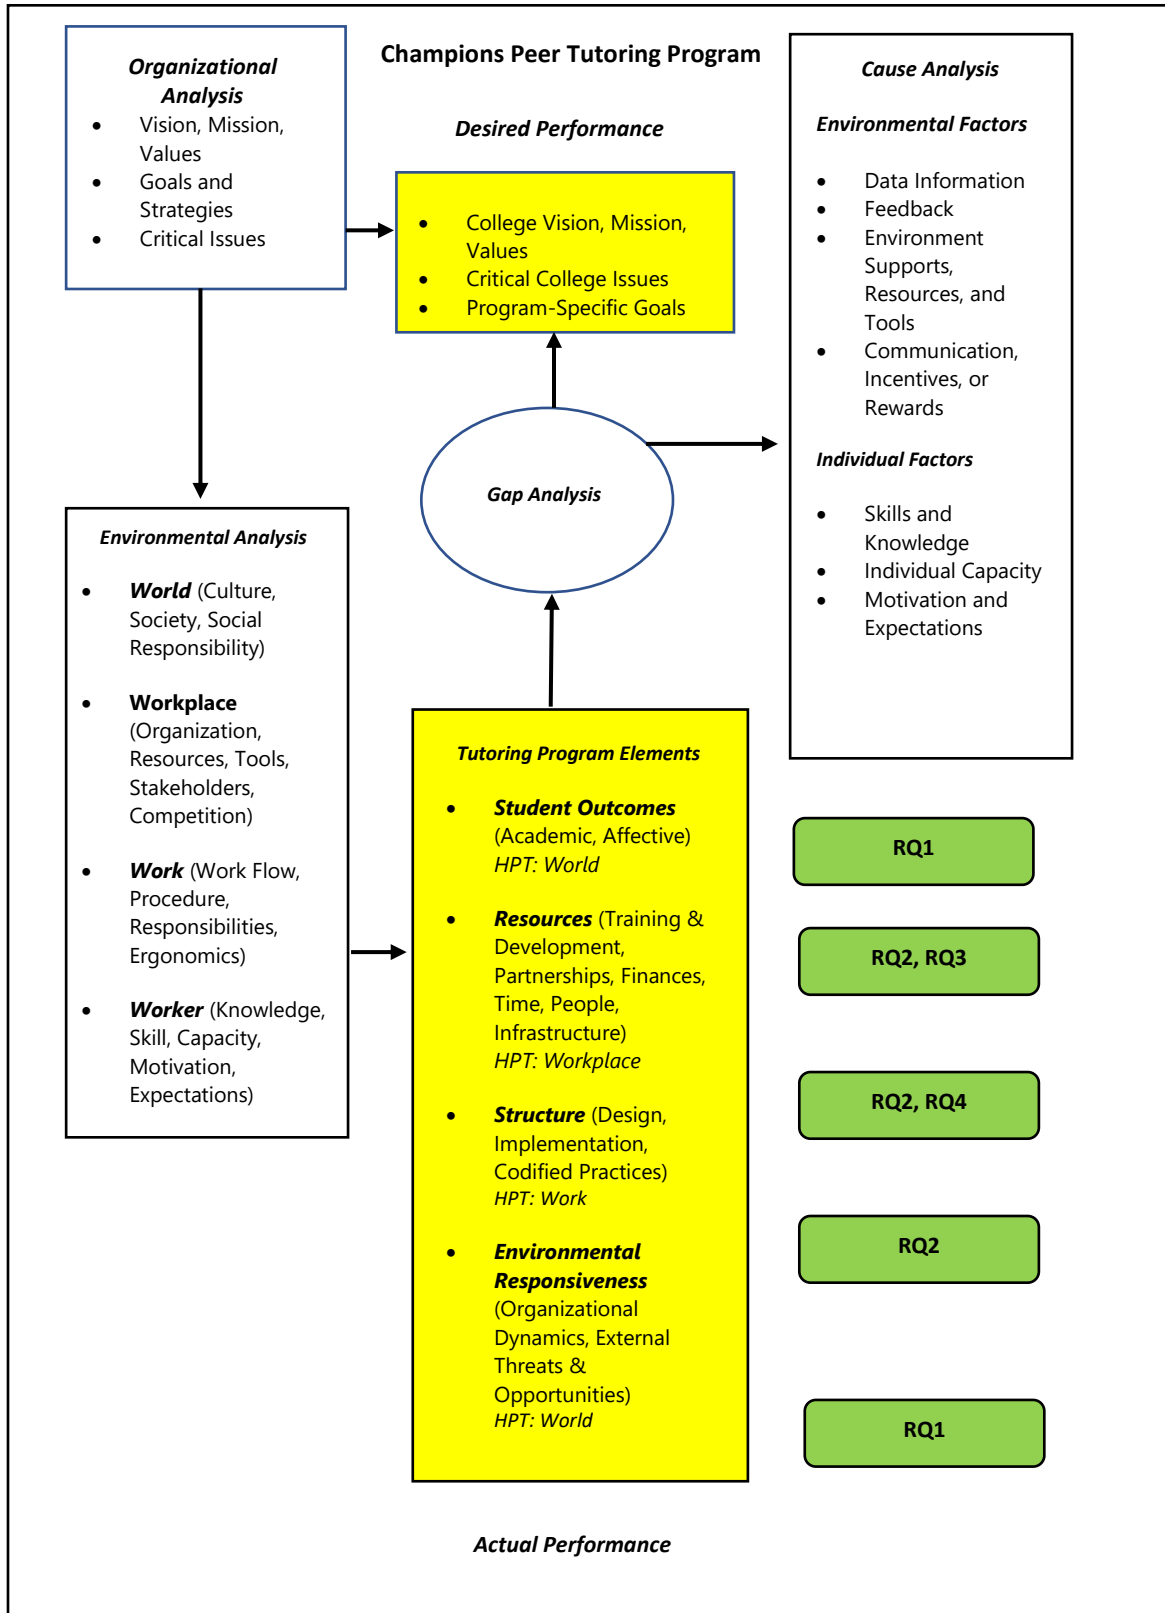 Champions Peer Tutoring Program
Organizational
Analysis
• Vision, Mission,
Values
• Goals and
Strategies
• Critical Issues
Desired Performance
• College Vision, Mission,
Values
• Critical College Issues
• Program-Specific Goals
Cause Analysis
Environmental Factors
• Data Information
• Feedback
• Environment
Supports,
Resources, and
Tools
• Communication,
Incentives, or
Rewards
Individual Factors
• Skills and
Knowledge
• Individual Capacity
• Motivation and
Expectations
Gap Analysis
Environmental Analysis
• World (Culture,
Society, Social
Responsibility)
• Workplace
(Organization,
Resources, Tools,
Stakeholders,
Competition)
• Work (Work Flow,
Procedure,
Responsibilities,
Ergonomics)
• Worker (Knowledge,
Skill, Capacity,
Motivation,
Expectations)
Tutoring Program Elements
• Student Outcomes
(Academic, Affective)
HPT: World
• Resources (Training &
Development,
Partnerships, Finances,
Time, People,
Infrastructure)
HPT: Workplace
• Structure (Design,
Implementation,
Codified Practices)
HPT: Work
• Environmental
Responsiveness
(Organizational
Dynamics, External
Threats &
Opportunities)
HPT: World
RQ1
RQ2, RQ3
RQ2, RQ4
RQ2
RQ1
Actual Performance